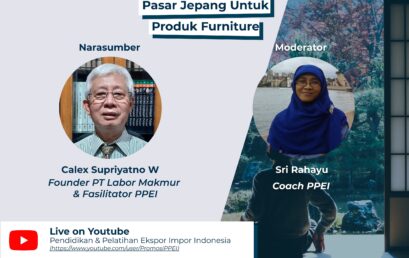 Pasar Jepang Untuk
Produk Furniture
Narasumber
Moderator
Calex Supriyatno W
Founder PT Labor Makmur
& Fasilitator PPEI
Sri Rahayu
Coach PPEI
Live on Youtube
Pendidikan & Pelatihan Ekspor Impor Indonesia
(https://www.youtube.com/user/PromosiPPEI)